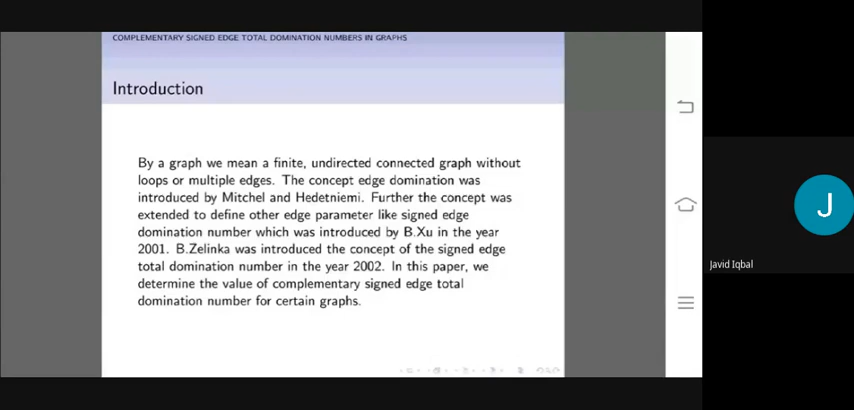 COMPLEMENTARY SIGNED EDGE TOTAL DOMINATION NUMBERS IN GRAPHS
Introduction
By a graph we mean a finite, undirected connected graph without
loops or multiple edges. The concept edge domination was
introduced by Mitchel and Hedetniemi. Further the concept was
extended to define other edge parameter like signed edge
domination number which was introduced by B.Xu in the year
2001. B.Zelinka was introduced the concept of the signed edge
total domination number in the year 2002. In this paper, we
determine the value of complementary signed edge total
domination number for certain graphs.
J
Javid Iqbal